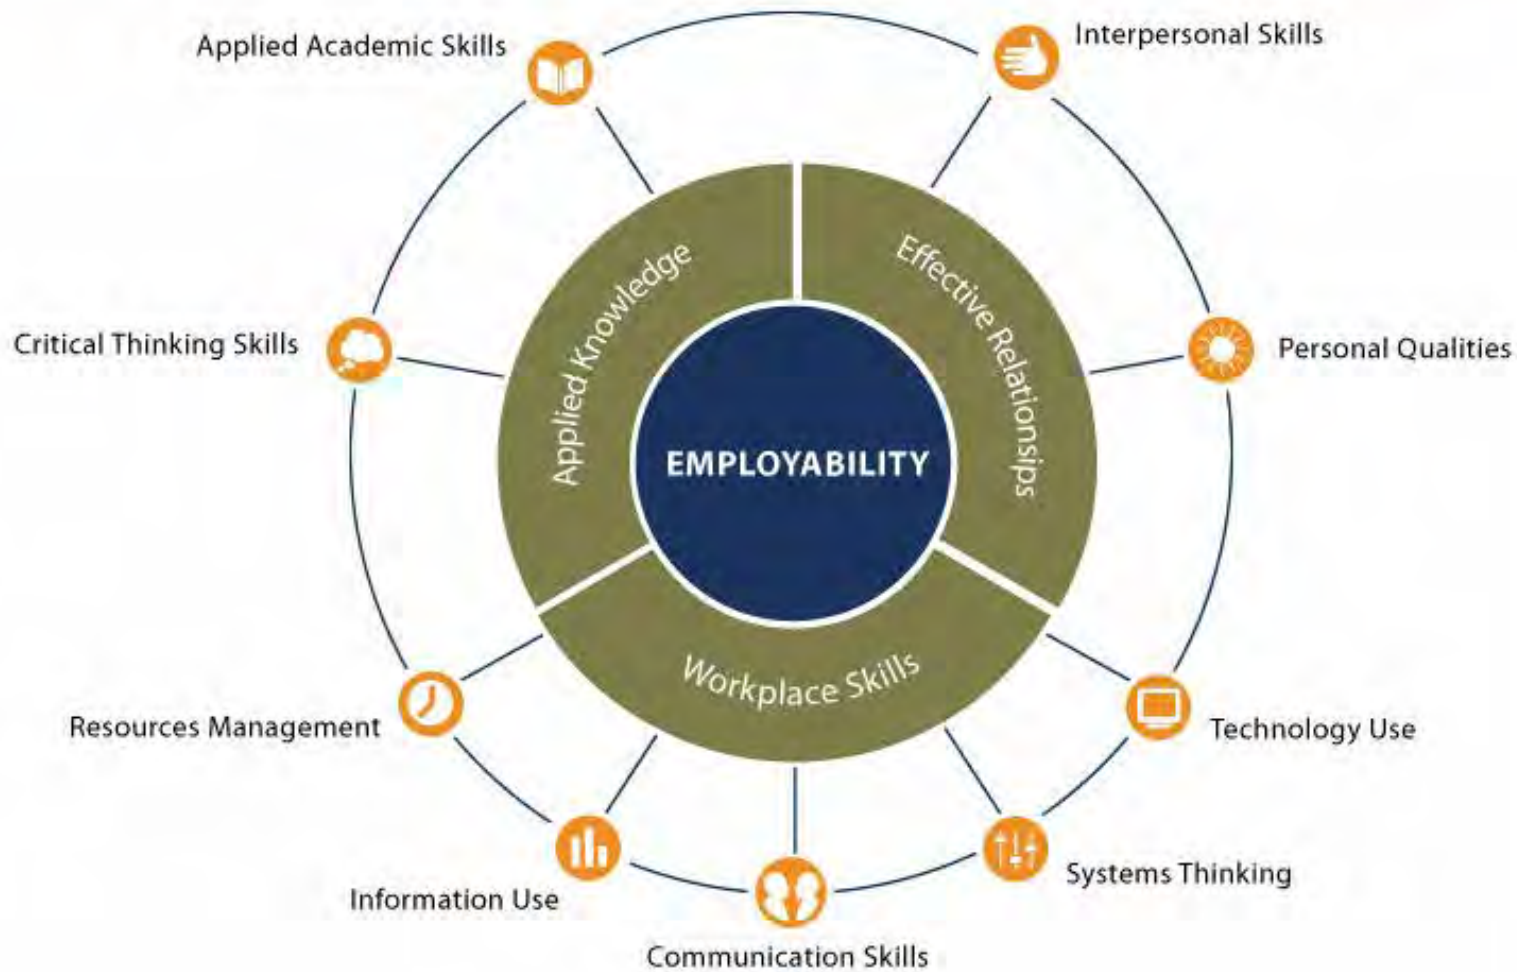 Applied Academic Skills
Interpersonal Skills
Critical Thinking Skills
Personal Qualities
Applied Knowledge
Effective Relationsips
EMPLOYABILITY
Workplace Skills
Resources Management
Technology Use
Information Use
Systems Thinking
Communication Skills